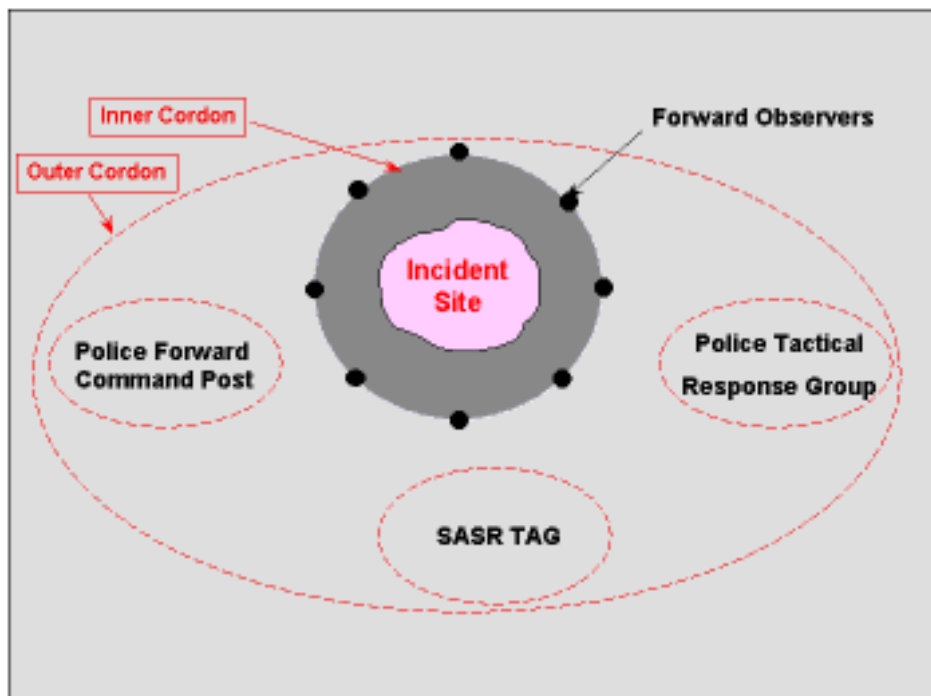 Inner Cordon
Forward Observers
Outer Cordon
Incident
Site
Police Forward
Command Post
Police Tactical
Response Group
SASR TAG